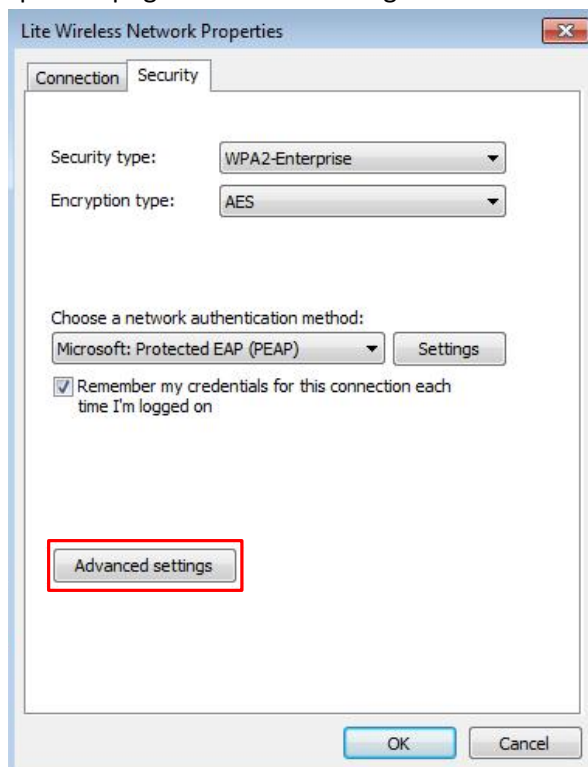 Lite Wireless Network Properties
Connection Security
Security type: WPA2-Enterprise
Encryption type: AES
Choose a network authentication method:
Microsoft: Protected EAP (PEAP) Settings
Remember my credentials for this connection each
time I'm logged on
Advanced settings
OK Cancel